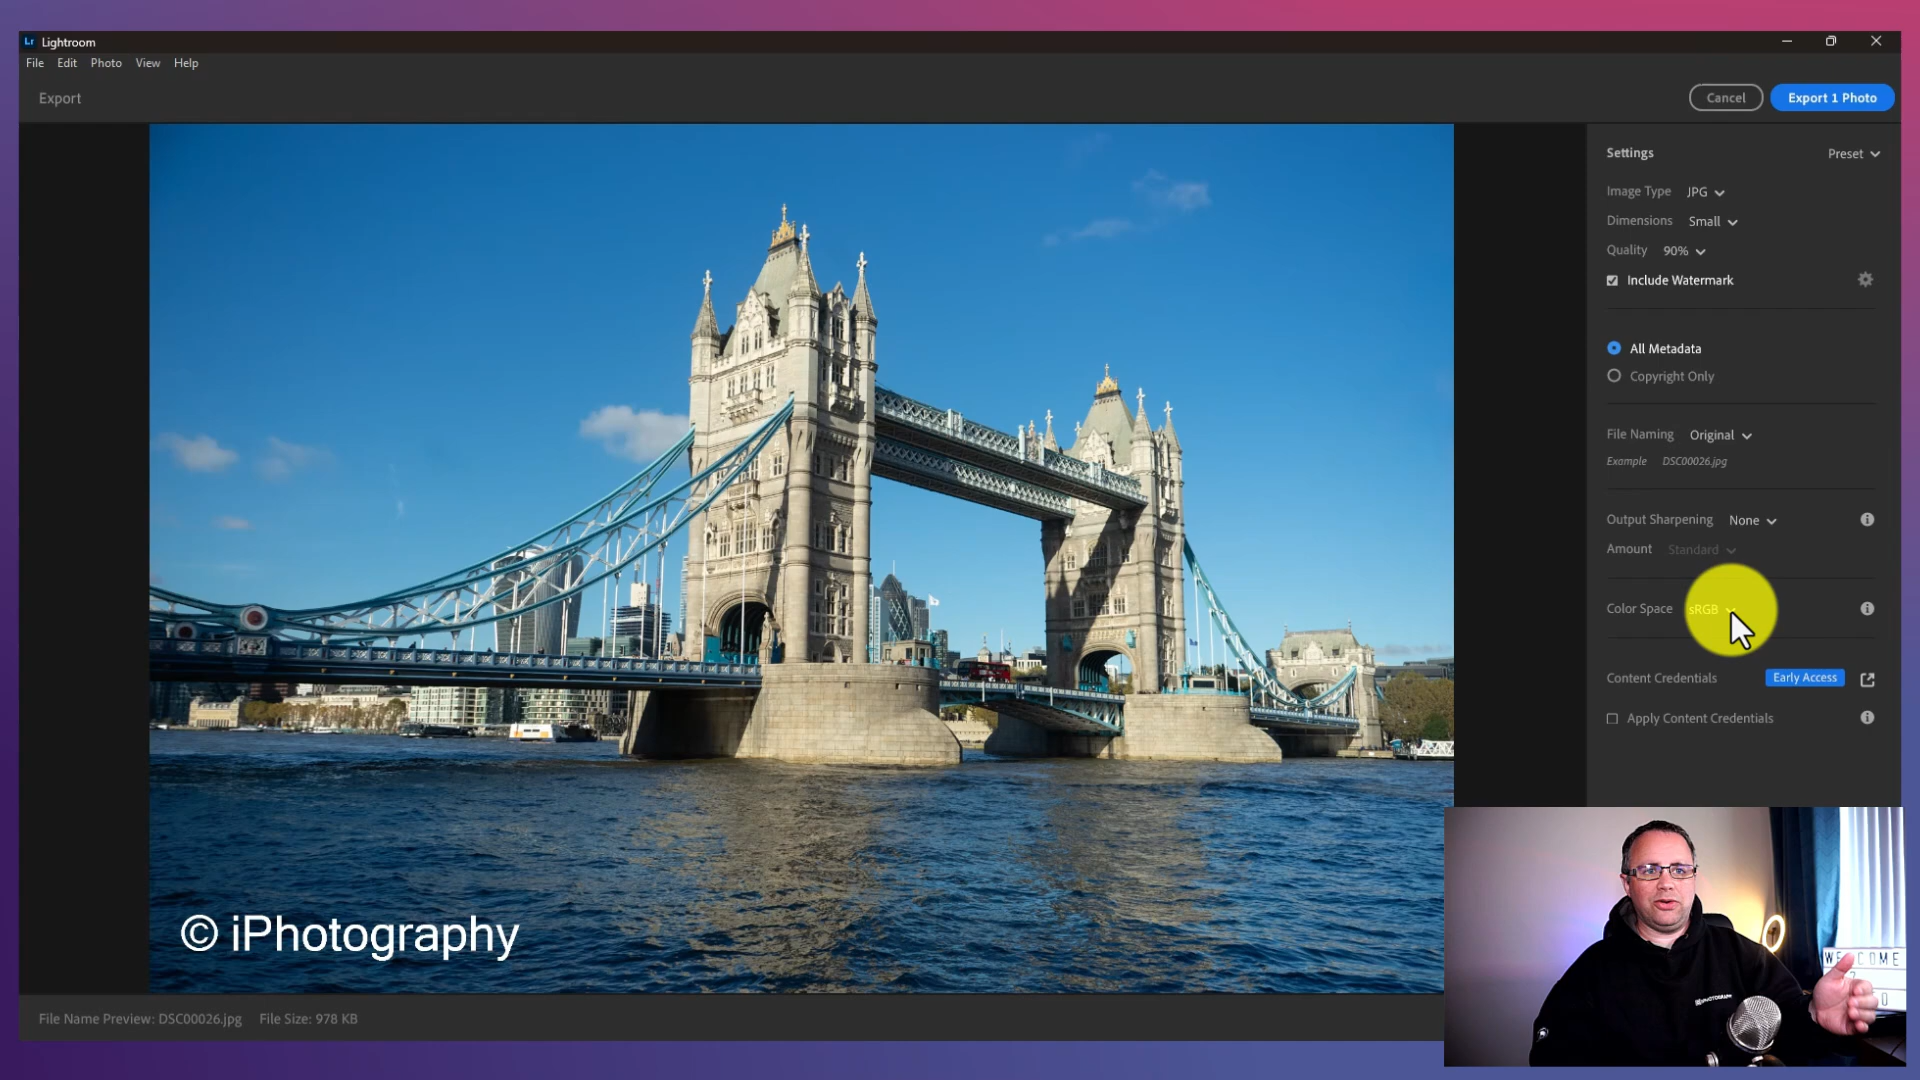 Lr Lightroom
File Edit Photo View Help
Export
Cancel Export 1 Photo
Settings Preset
Image Type JPG
Dimensions Small
Quality 90%
Include Watermark
All Metadata
Copyright Only
File Naming Original
Example DSC00026.jpg
Output Sharpening None
Amount Standard
Color Space sRGB
Content Credentials Early Access
Apply Content Credentials
© iPhotography
File Name Preview: DSC00026.jpg File Size: 978 KB